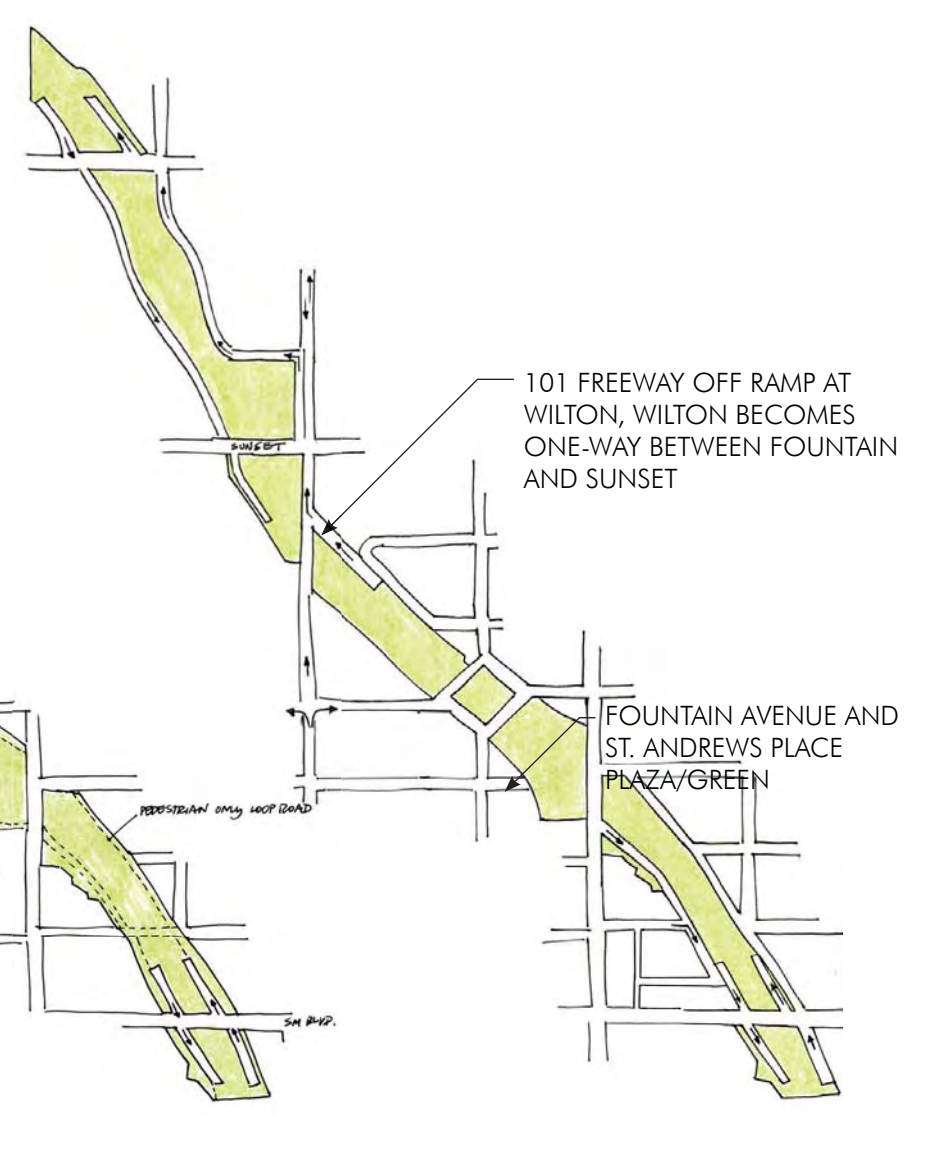 101 FREEWAY OFF RAMP AT
WILTON, WILTON BECOMES
ONE-WAY BETWEEN FOUNTAIN
AND SUNSET
SUNSET
FOUNTAIN AVENUE AND
ST. ANDREWS PLACE
PLAZA/GREEN
PEDESTRIAN ONLY LOOP ROAD
SM BLVD.